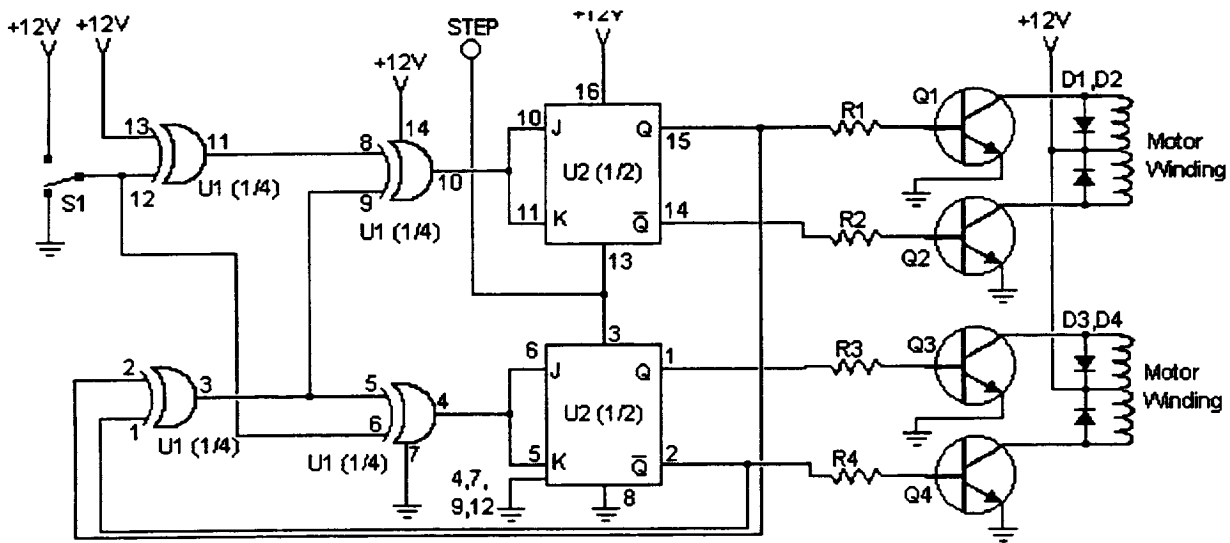 +12V
+12V
+12V
STEP
+12V
+12V
13
12
11
U1 (1/4)
S1
8
9
14
10
U1 (1/4)
16
10
J
Q
15
U2 (1/2)
11
K
Q̅
14
13
R1
Q1
D1,D2
Motor
Winding
R2
Q2
2
1
3
U1 (1/4)
5
6
4
7
U1 (1/4)
3
6
J
Q
1
U2 (1/2)
5
K
Q̅
2
8
4,7,
9,12
R3
Q3
D3,D4
Motor
Winding
R4
Q4